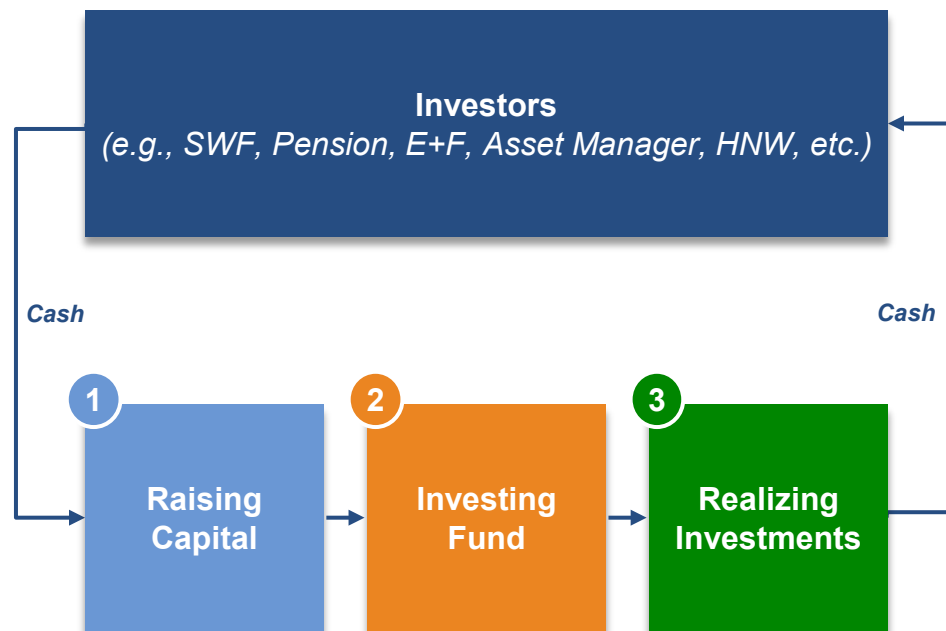 Investors
(e.g., SWF, Pension, E+F, Asset Manager, HNW, etc.)
Cash
Cash
1
Raising
Capital
2
Investing
Fund
3
Realizing
Investments